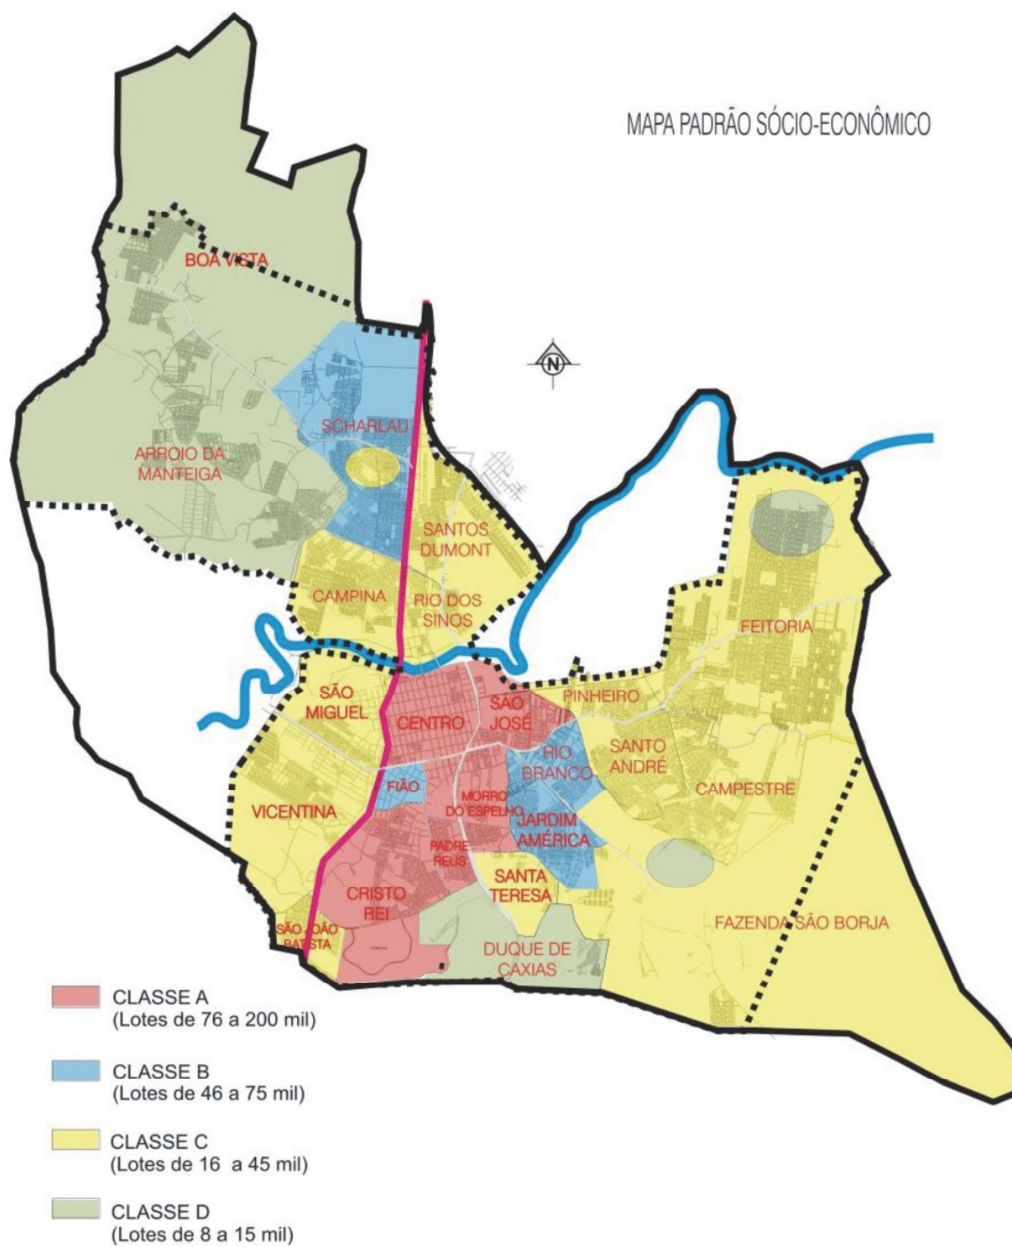 MAPA PADRÃO SÓCIO-ECONÔMICO
BOA VISTA
N
SCHARLAU
ARROIO DA
MANTEIGA
SANTOS
DUMONT
CAMPINA
RIO DOS
SINOS
FEITORIA
SÃO
MIGUEL
CENTRO
SÃO
JOSÉ
PINHEIRO
RIO
BRANCO
SANTO
ANDRÉ
CAMPESTRE
FIÃO
VICENTINA
MORRO
DO ESPELHO
JARDIM
AMÉRICA
PADRE
REUS
SANTA
TERESA
CRISTO
REI
FAZENDA SÃO BORJA
SÃO JOÃO
BATISTA
DUQUE DE
CAXIAS
CLASSE A
(Lotes de 76 a 200 mil)
CLASSE B
(Lotes de 46 a 75 mil)
CLASSE C
(Lotes de 16 a 45 mil)
CLASSE D
(Lotes de 8 a 15 mil)